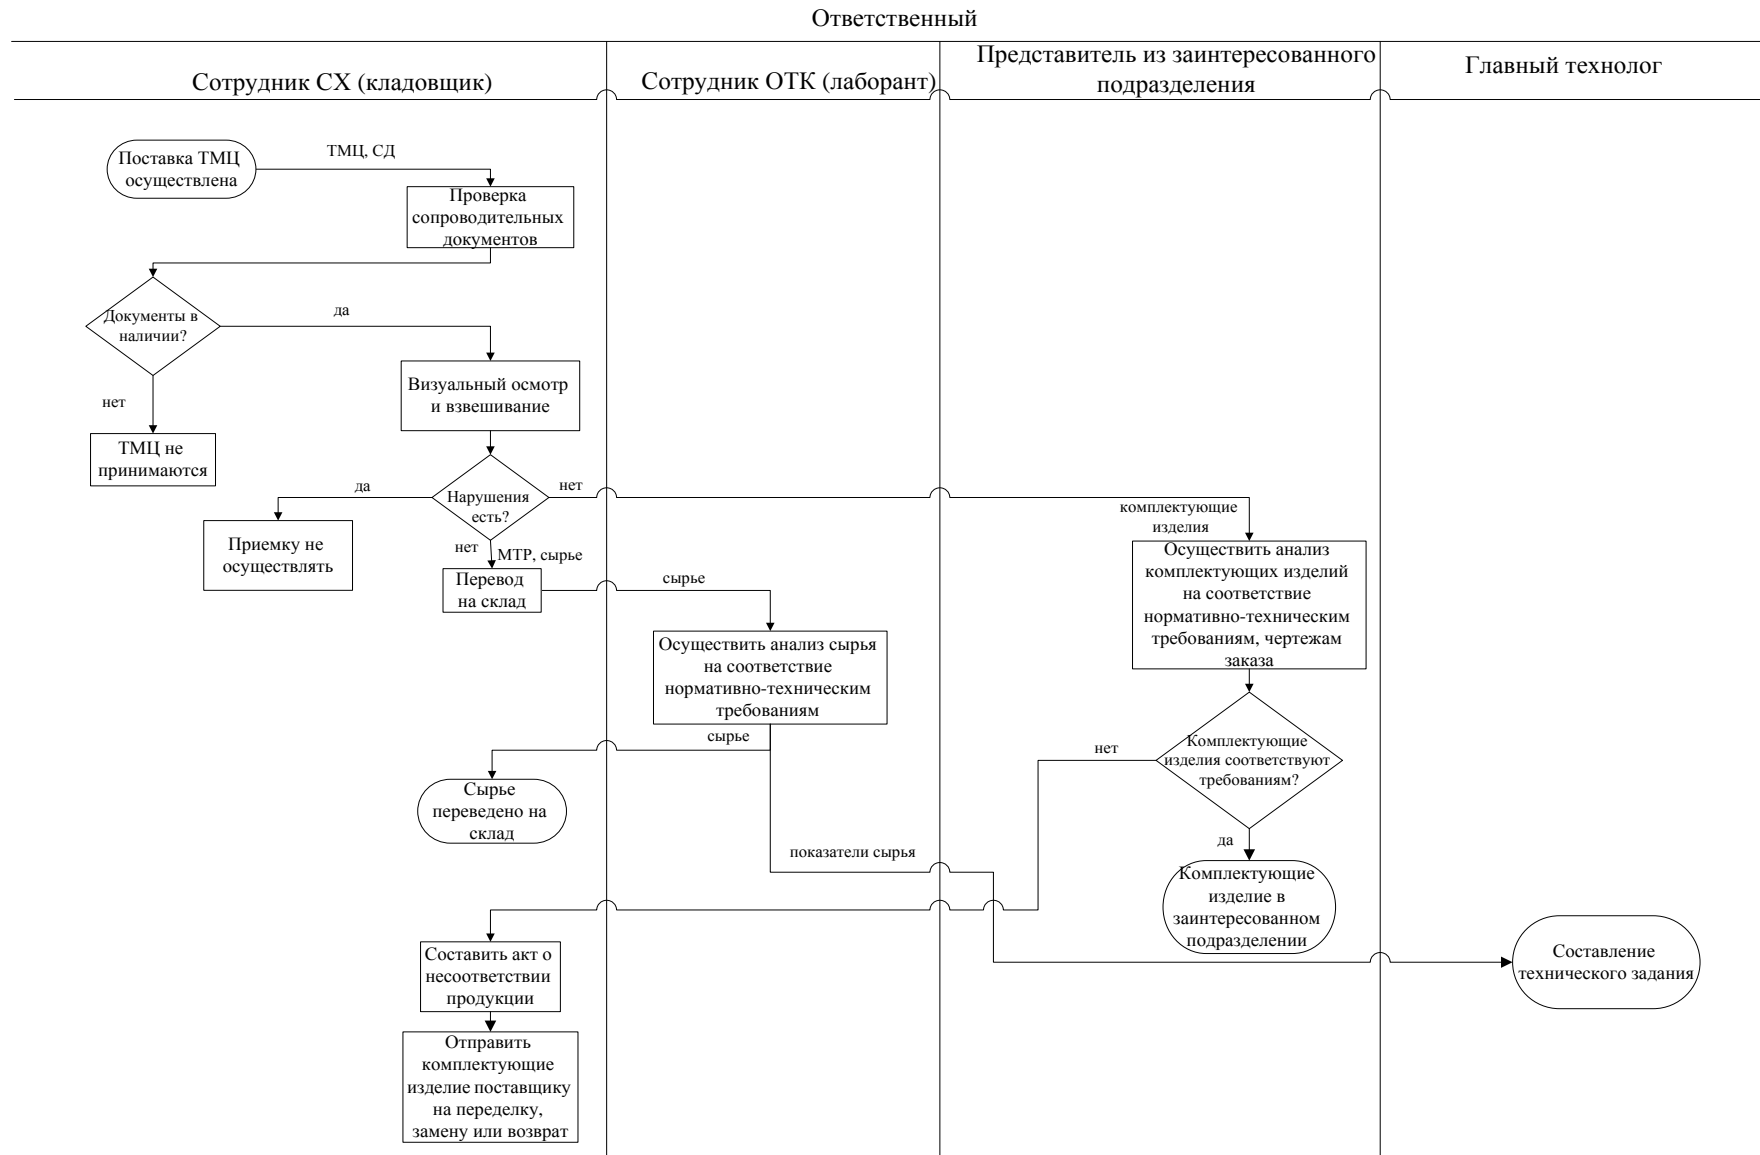 Ответственный
Сотрудник СХ (кладовщик)
Сотрудник ОТК (лаборант)
Представитель из заинтересованного
подразделения
Главный технолог
Поставка ТМЦ
осуществлена
ТМЦ, СД
Проверка
сопроводительных
документов
Документы в
наличии?
да
нет
ТМЦ не
принимаются
Визуальный осмотр
и взвешивание
Нарушения
есть?
да
Приемку не
осуществлять
нет
комплектующие
изделия
нет
МТР, сырье
Перевод
на склад
сырье
Осуществить анализ сырья
на соответствие
нормативно-техническим
требованиям
Осуществить анализ
комплектующих изделий
на соответствие
нормативно-техническим
требованиям, чертежам
заказа
сырье
Сырье
переведено на
склад
показатели сырья
Комплектующие
изделия соответствуют
требованиям?
нет
да
Комплектующие
изделие в
заинтересованном
подразделении
Составить акт о
несоответствии
продукции
Составление
технического задания
Отправить
комплектующие
изделие поставщику
на переделку,
замену или возврат